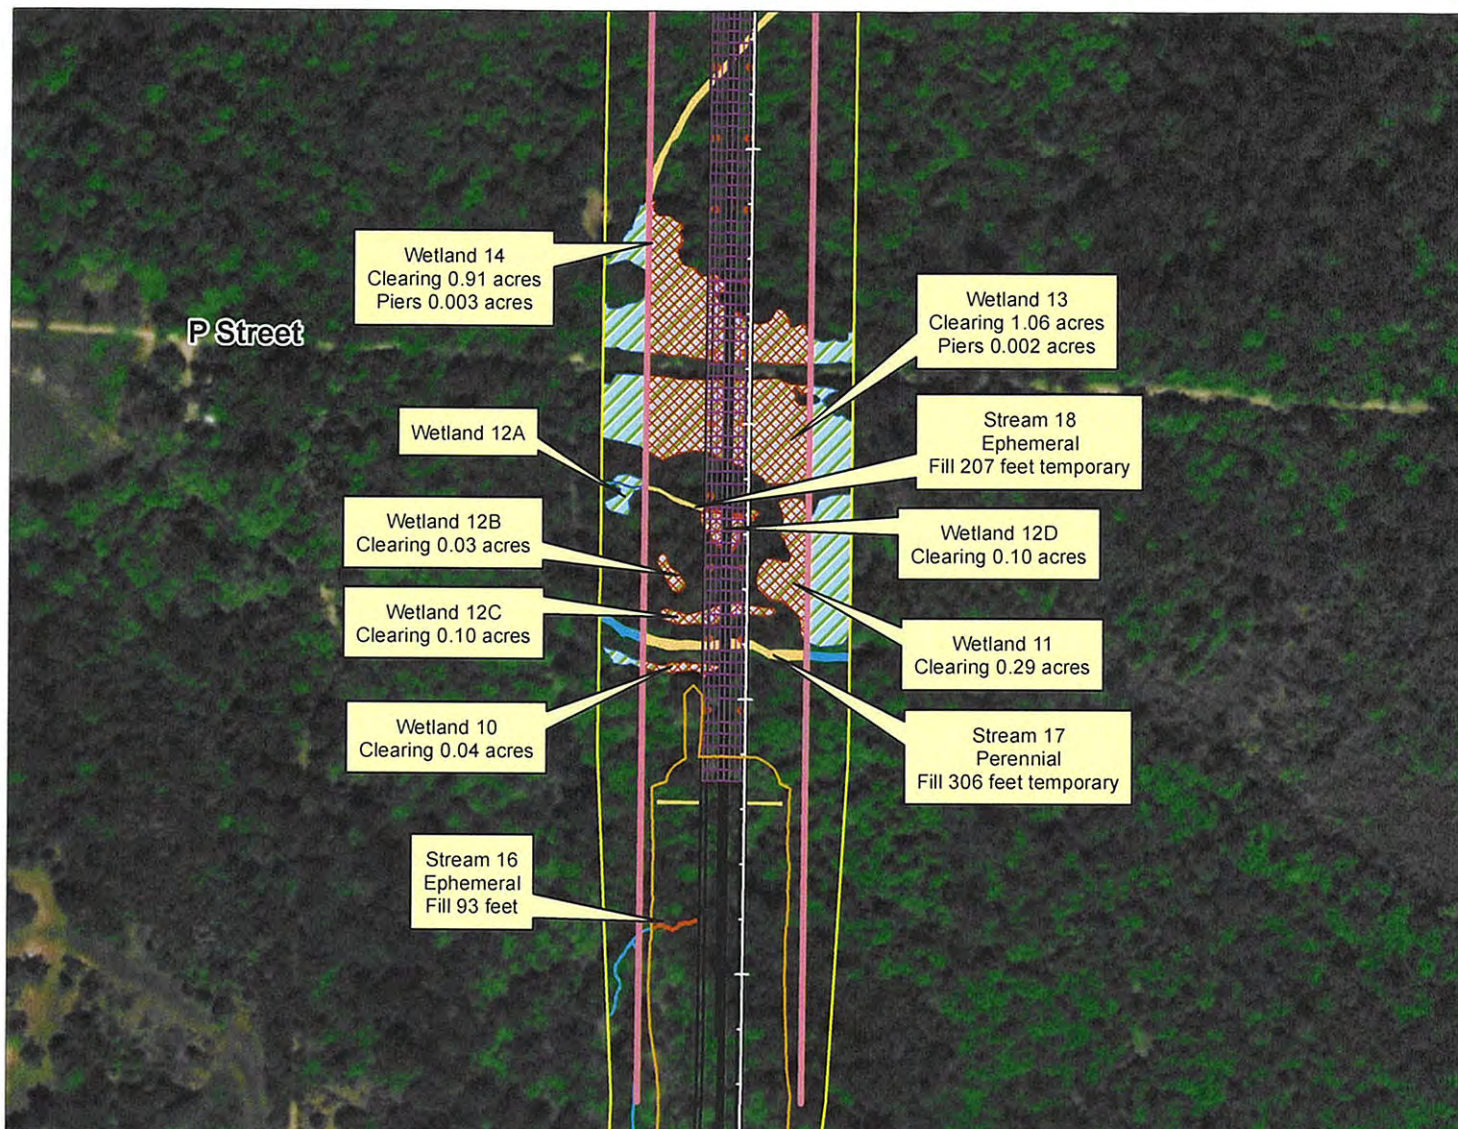 Wetland 14
Clearing 0.91 acres
Piers 0.003 acres
Wetland 13
Clearing 1.06 acres
Piers 0.002 acres
P Street
Stream 18
Ephemeral
Fill 207 feet temporary
Wetland 12A
Wetland 12B
Clearing 0.03 acres
Wetland 12D
Clearing 0.10 acres
Wetland 12C
Clearing 0.10 acres
Wetland 11
Clearing 0.29 acres
Wetland 10
Clearing 0.04 acres
Stream 17
Perennial
Fill 306 feet temporary
Stream 16
Ephemeral
Fill 93 feet